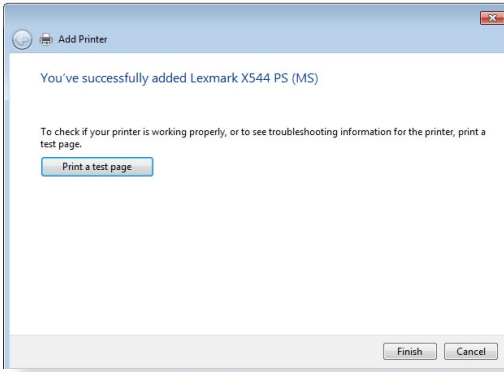 Add Printer
You've successfully added Lexmark X544 PS (MS)
To check if your printer is working properly, or to see troubleshooting information for the printer, print a
test page.
Print a test page
Finish
Cancel